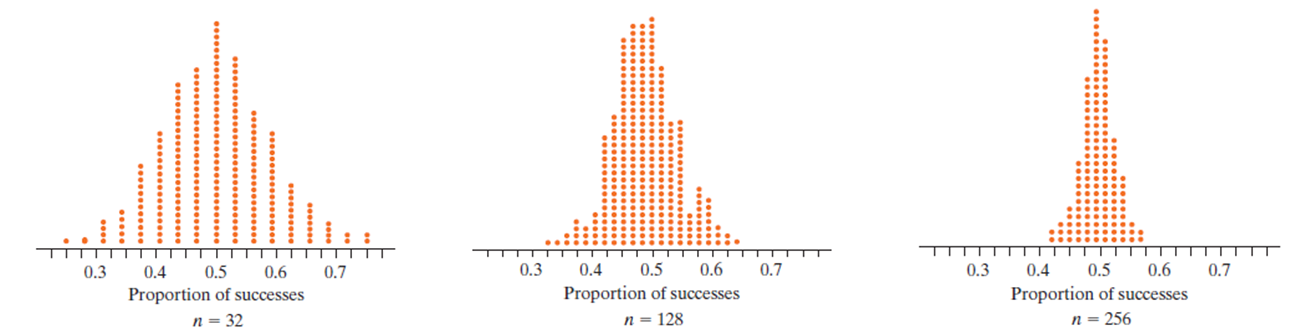 0.3 0.4 0.5 0.6 0.7
Proportion of successes
n = 32
0.3 0.4 0.5 0.6 0.7
Proportion of successes
n = 128
0.3 0.4 0.5 0.6 0.7
Proportion of successes
n = 256